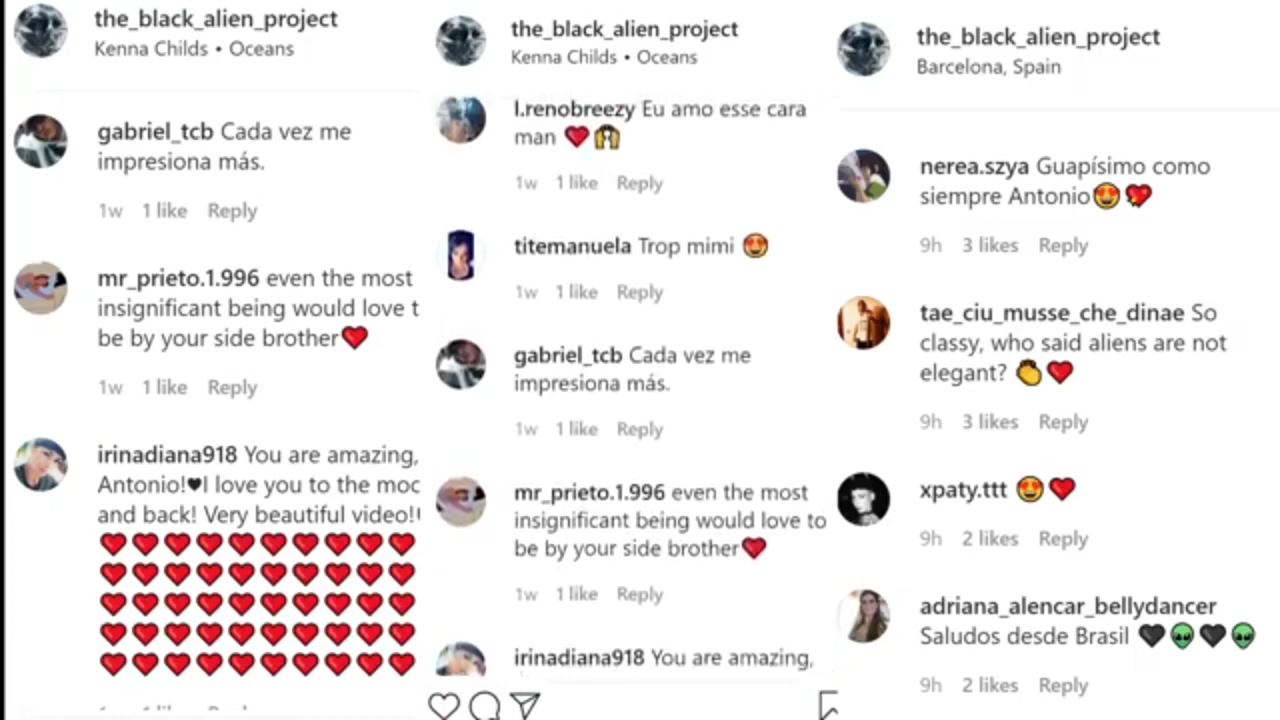 the_black_alien_project
Kenna Childs • Oceans
gabriel_tcb Cada vez me
impresiona más.
1w 1 like Reply
mr_prieto.1.996 even the most
insignificant being would love t
be by your side brother❤️
1w 1 like Reply
irinadiana918 You are amazing,
Antonio!♥I love you to the moo
and back! Very beautiful video!
❤️❤️❤️❤️❤️❤️❤️❤️❤️❤️
❤️❤️❤️❤️❤️❤️❤️❤️❤️❤️
❤️❤️❤️❤️❤️❤️❤️❤️❤️❤️
❤️❤️❤️❤️❤️❤️❤️❤️❤️❤️
❤️❤️❤️❤️❤️❤️❤️❤️❤️❤️
the_black_alien_project
Kenna Childs • Oceans
l.renobreezy Eu amo esse cara
man ❤️🙌
1w 1 like Reply
titemanuela Trop mimi 😍
1w 1 like Reply
gabriel_tcb Cada vez me
impresiona más.
1w 1 like Reply
mr_prieto.1.996 even the most
insignificant being would love to
be by your side brother❤️
1w 1 like Reply
irinadiana918 You are amazing,
the_black_alien_project
Barcelona, Spain
nerea.szya Guapísimo como
siempre Antonio😍💖
9h 3 likes Reply
tae_ciu_musse_che_dinae So
classy, who said aliens are not
elegant? 👏❤️
9h 3 likes Reply
xpaty.ttt 😍❤️
9h 2 likes Reply
adriana_alencar_bellydancer
Saludos desde Brasil 🖤👽🖤👽
9h 2 likes Reply